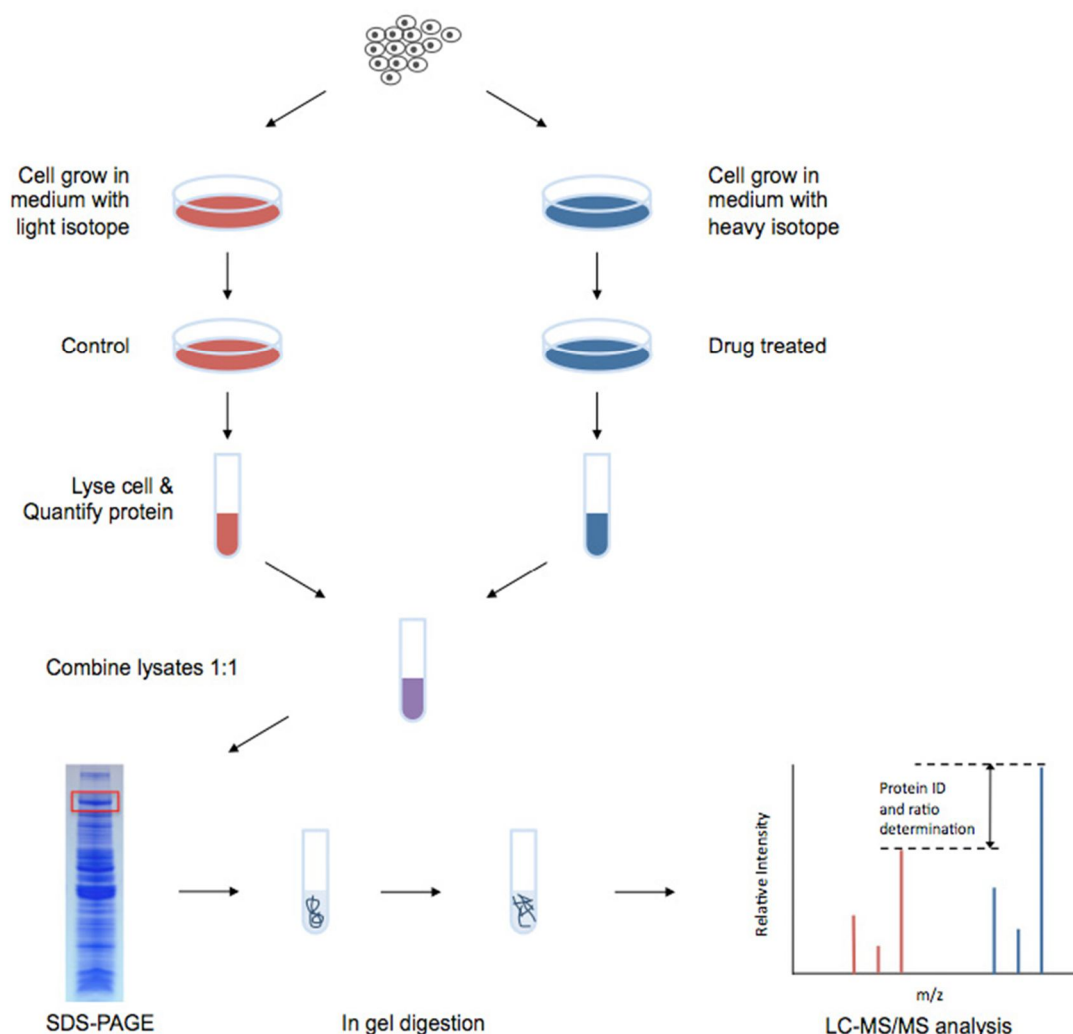 Cell grow in
medium with
light isotope
Cell grow in
medium with
heavy isotope
Control
Drug treated
Lyse cell &
Quantify protein
Combine lysates 1:1
Protein ID
and ratio
determination
Relative Intensity
m/z
SDS-PAGE
In gel digestion
LC-MS/MS analysis